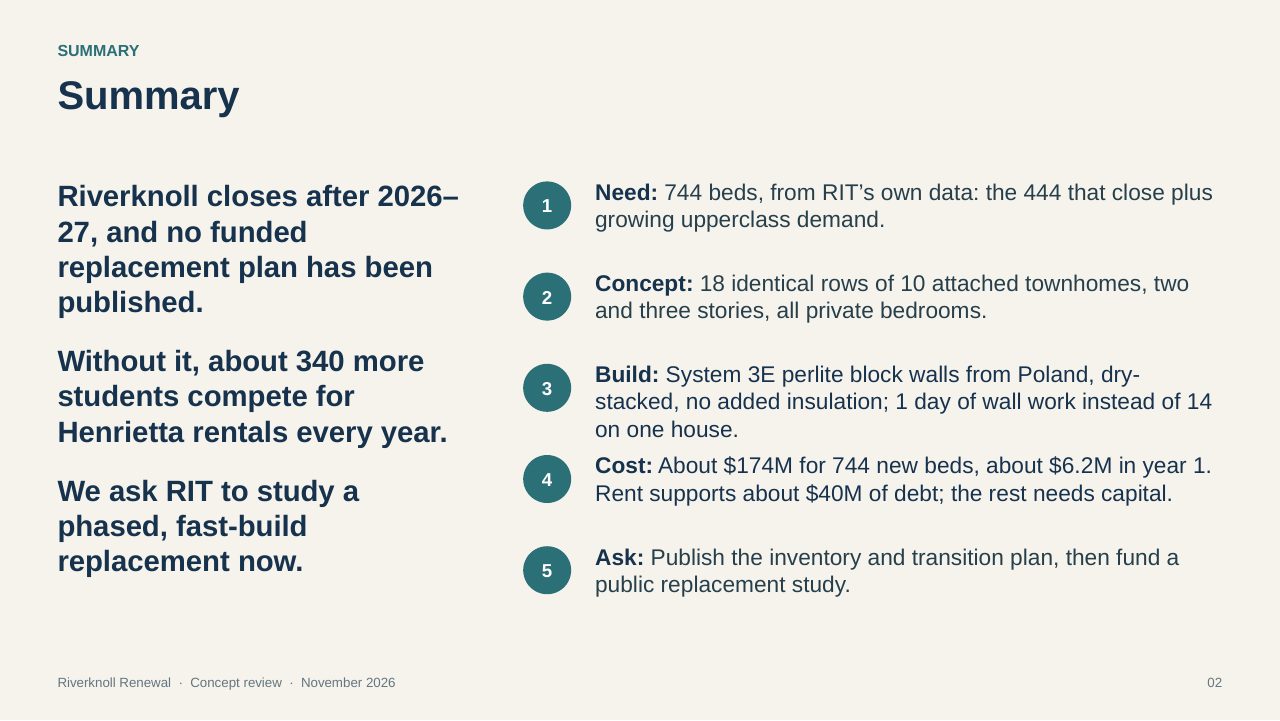 SUMMARY
Summary
Riverknoll closes after 2026–
27, and no funded
replacement plan has been
published.
Without it, about 340 more
students compete for
Henrietta rentals every year.
We ask RIT to study a
phased, fast-build
replacement now.
1
Need: 744 beds, from RIT’s own data: the 444 that close plus
growing upperclass demand.
2
Concept: 18 identical rows of 10 attached townhomes, two
and three stories, all private bedrooms.
3
Build: System 3E perlite block walls from Poland, dry-
stacked, no added insulation; 1 day of wall work instead of 14
on one house.
4
Cost: About $174M for 744 new beds, about $6.2M in year 1.
Rent supports about $40M of debt; the rest needs capital.
5
Ask: Publish the inventory and transition plan, then fund a
public replacement study.
Riverknoll Renewal · Concept review · November 2026
02